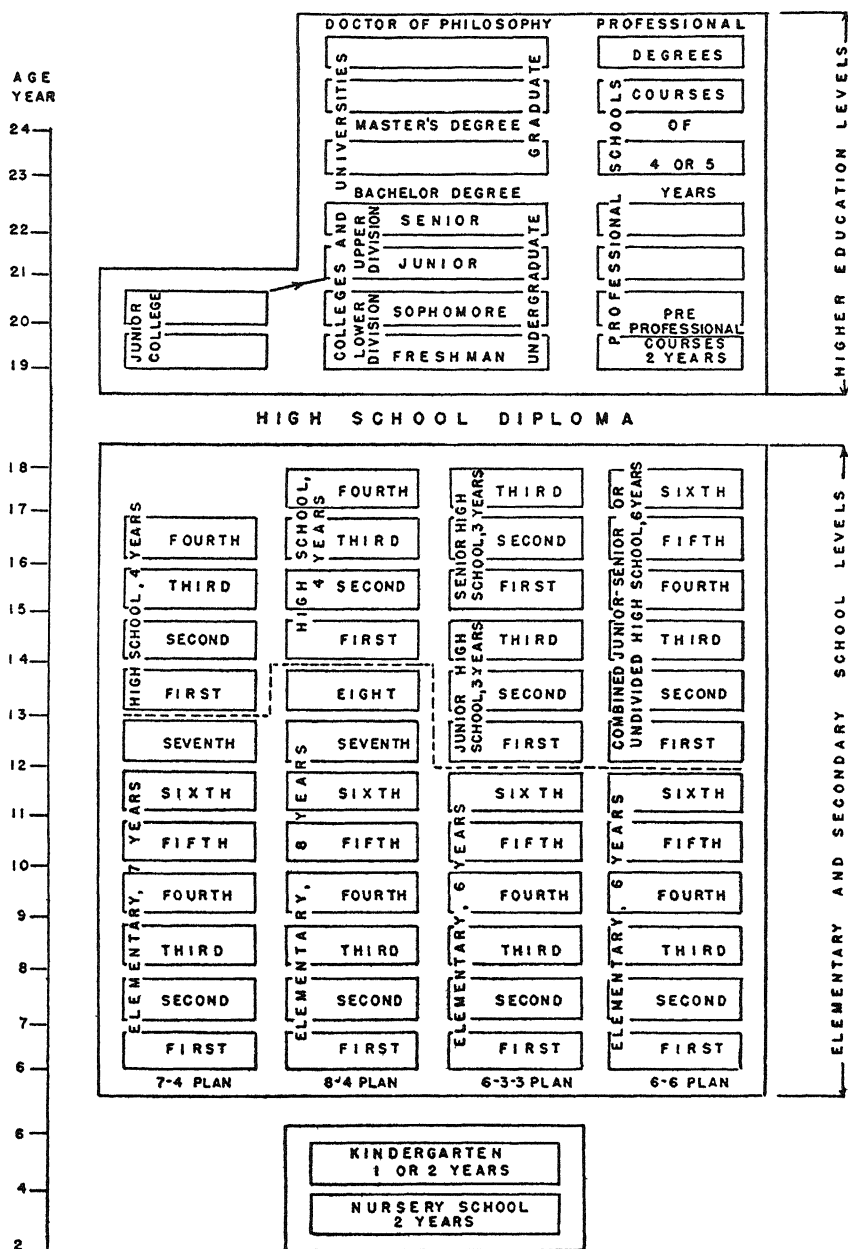 AGE
YEAR
24
23
22
21
20
19
18
17
16
15
14
13
12
11
10
9
8
7
6
6
4
2
DOCTOR OF PHILOSOPHY
MASTER'S DEGREE
BACHELOR DEGREE
SENIOR
JUNIOR
SOPHOMORE
FRESHMAN
COLLEGES AND UNIVERSITIES
UPPER
DIVISION
LOWER
DIVISION
GRADUATE
UNDERGRADUATE
PROFESSIONAL
DEGREES
COURSES
OF
4 OR 5
YEARS
PRE
PROFESSIONAL
COURSES
2 YEARS
PROFESSIONAL SCHOOLS
JUNIOR
COLLEGE
HIGHER EDUCATION LEVELS
HIGH SCHOOL DIPLOMA
FOURTH
THIRD
SECOND
FIRST
SEVENTH
SIXTH
FIFTH
FOURTH
THIRD
SECOND
FIRST
HIGH SCHOOL, 4 YEARS
ELEMENTARY, 7 YEARS
7-4 PLAN
FOURTH
THIRD
SECOND
FIRST
EIGHT
SEVENTH
SIXTH
FIFTH
FOURTH
THIRD
SECOND
FIRST
HIGH SCHOOL,
4 YEARS
ELEMENTARY, 8 YEARS
8-4 PLAN
THIRD
SECOND
FIRST
THIRD
SECOND
FIRST
SIXTH
FIFTH
FOURTH
THIRD
SECOND
FIRST
SENIOR HIGH
SCHOOL, 3 YEARS
JUNIOR HIGH
SCHOOL, 3 YEARS
ELEMENTARY, 6 YEARS
6-3-3 PLAN
SIXTH
FIFTH
FOURTH
THIRD
SECOND
FIRST
SIXTH
FIFTH
FOURTH
THIRD
SECOND
FIRST
COMBINED JUNIOR-SENIOR OR
UNDIVIDED HIGH SCHOOL, 6 YEARS
ELEMENTARY, 6 YEARS
6-6 PLAN
ELEMENTARY AND SECONDARY SCHOOL LEVELS
KINDERGARTEN
1 OR 2 YEARS
NURSERY SCHOOL
2 YEARS